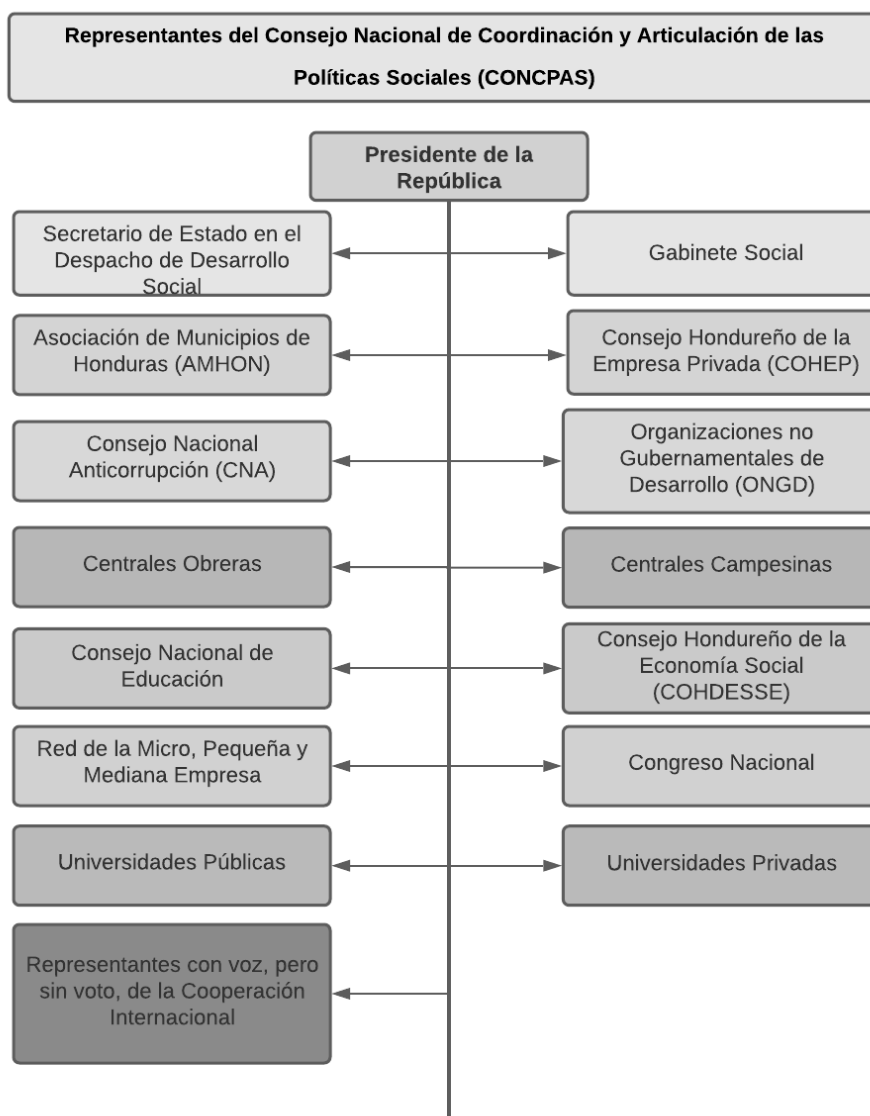 Representantes del Consejo Nacional de Coordinación y Articulación de las
Políticas Sociales (CONCPAS)
Presidente de la
República
Secretario de Estado en el
Despacho de Desarrollo
Social
Gabinete Social
Asociación de Municipios de
Honduras (AMHON)
Consejo Hondureño de la
Empresa Privada (COHEP)
Consejo Nacional
Anticorrupción (CNA)
Organizaciones no
Gubernamentales de
Desarrollo (ONGD)
Centrales Obreras
Centrales Campesinas
Consejo Nacional de
Educación
Consejo Hondureño de la
Economía Social
(COHDESSE)
Red de la Micro, Pequeña y
Mediana Empresa
Congreso Nacional
Universidades Públicas
Universidades Privadas
Representantes con voz, pero
sin voto, de la Cooperación
Internacional